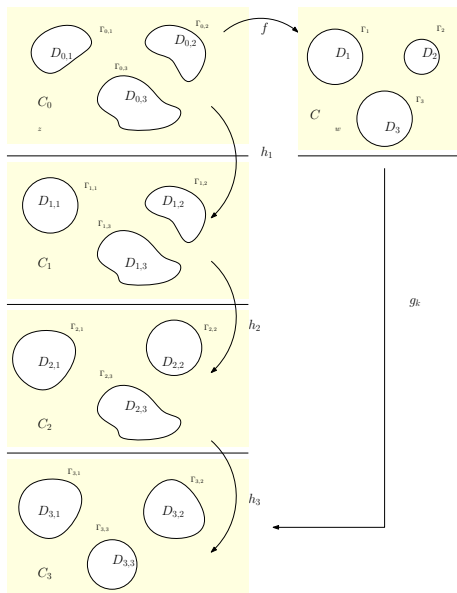 Γ0,1 Γ0,2
D0,1 D0,2
Γ0,3
D0,3
C0
z
f
Γ1 Γ2
D1 D2
Γ3
C
w
D3
h1
Γ1,1 Γ1,2
D1,1 D1,2
Γ1,3
D1,3
C1
h2
gk
Γ2,1 Γ2,2
D2,1 D2,2
Γ2,3
D2,3
C2
h3
Γ3,1 Γ3,2
D3,1 D3,2
Γ3,3
D3,3
C3